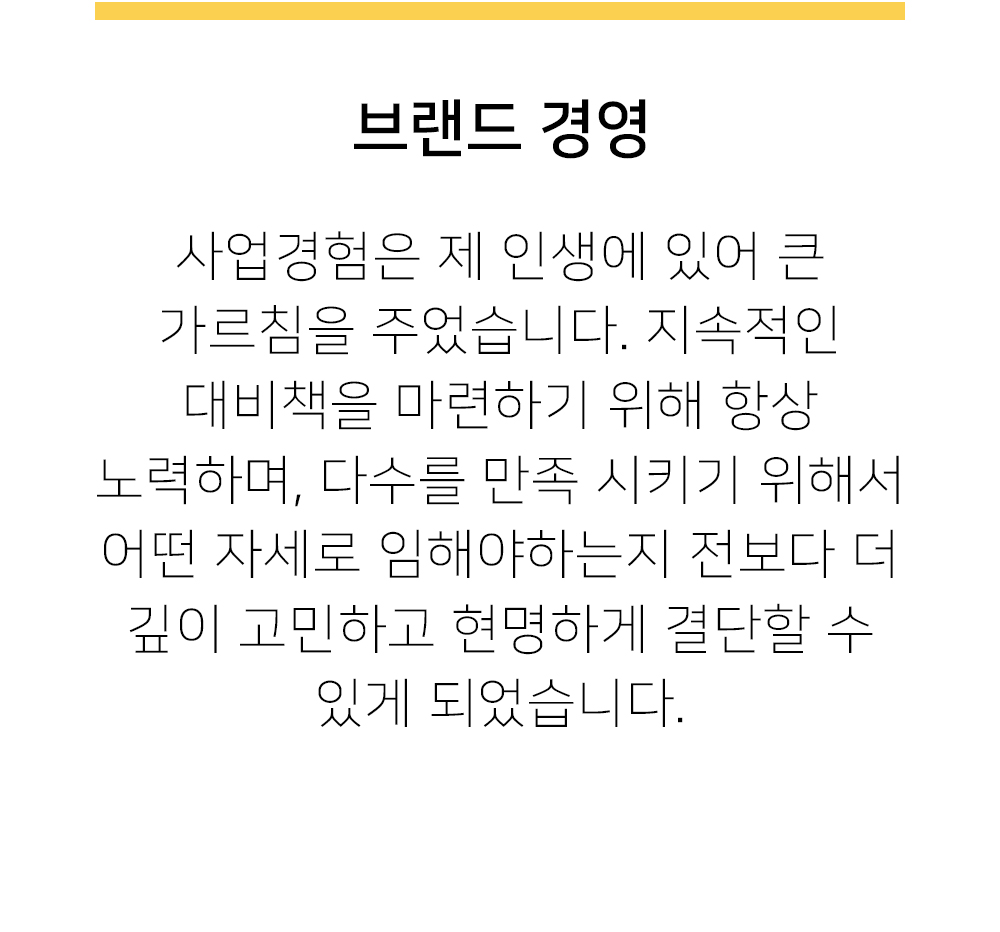 브랜드 경영
사업경험은 제 인생에 있어 큰
가르침을 주었습니다. 지속적인
대비책을 마련하기 위해 항상
노력하며, 다수를 만족 시키기 위해서
어떤 자세로 임해야하는지 전보다 더
깊이 고민하고 현명하게 결단할 수
있게 되었습니다.